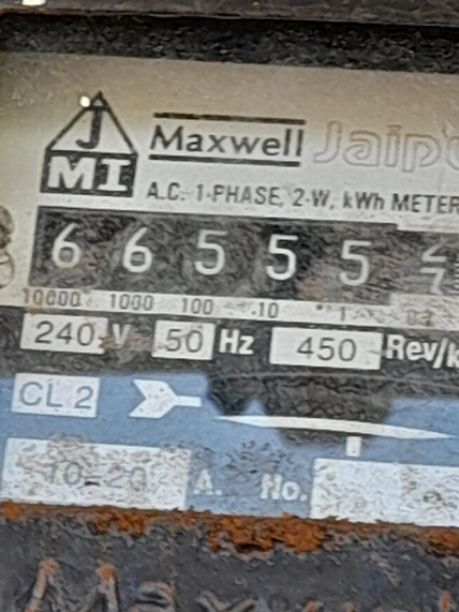 J
MI
Maxwell Jaipu
A.C. 1-PHASE, 2-W, kWh METER
6 6 5 5 5
10000 1000 100 10 1
240 V 50 Hz 450 Rev/k
CL 2
10-20 A. No.